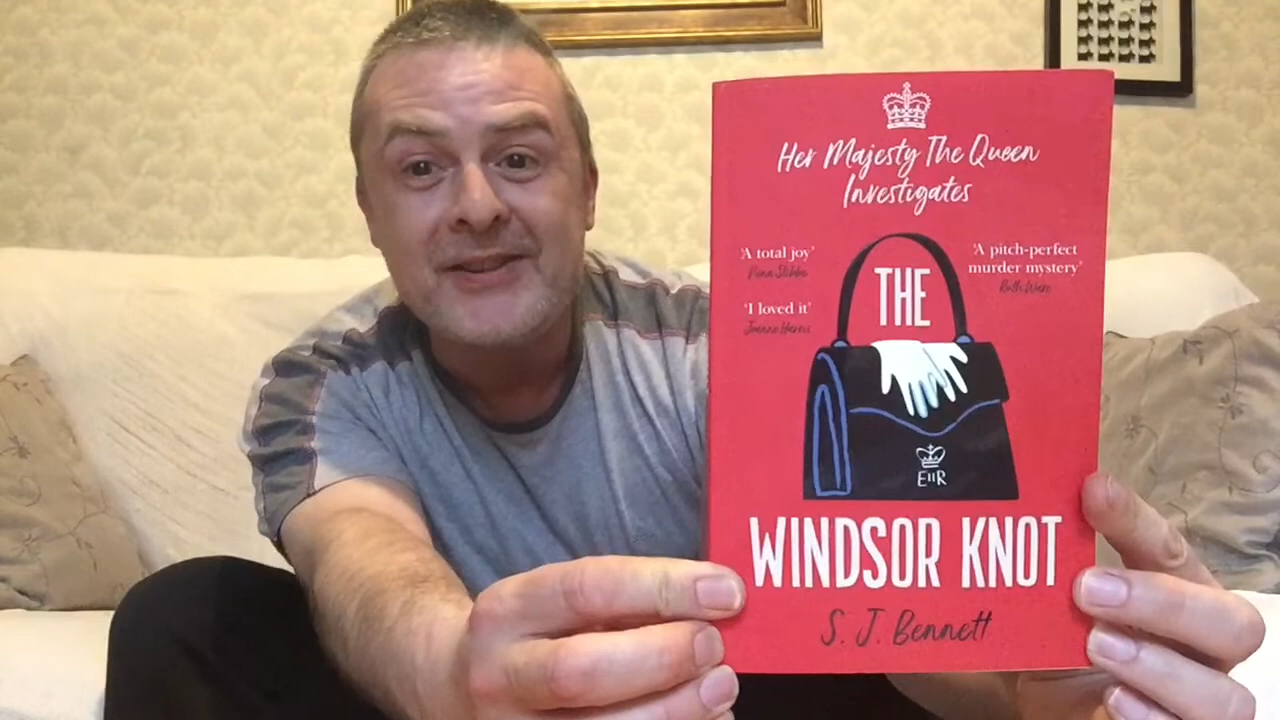 Her Majesty The Queen
Investigates
'A total joy'
Nina Stibbe
'I loved it'
Joanne Harris
'A pitch-perfect
murder mystery'
Ruth Ware
THE
EIIR
WINDSOR KNOT
S. J. Bennett